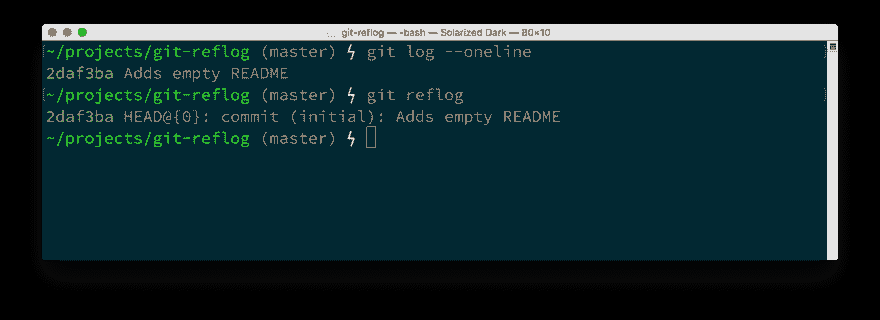 ... git-reflog — -bash — Solarized Dark — 80×10
~/projects/git-reflog (master) ϟ git log --oneline
2daf3ba Adds empty README
~/projects/git-reflog (master) ϟ git reflog
2daf3ba HEAD@{0}: commit (initial): Adds empty README
~/projects/git-reflog (master) ϟ